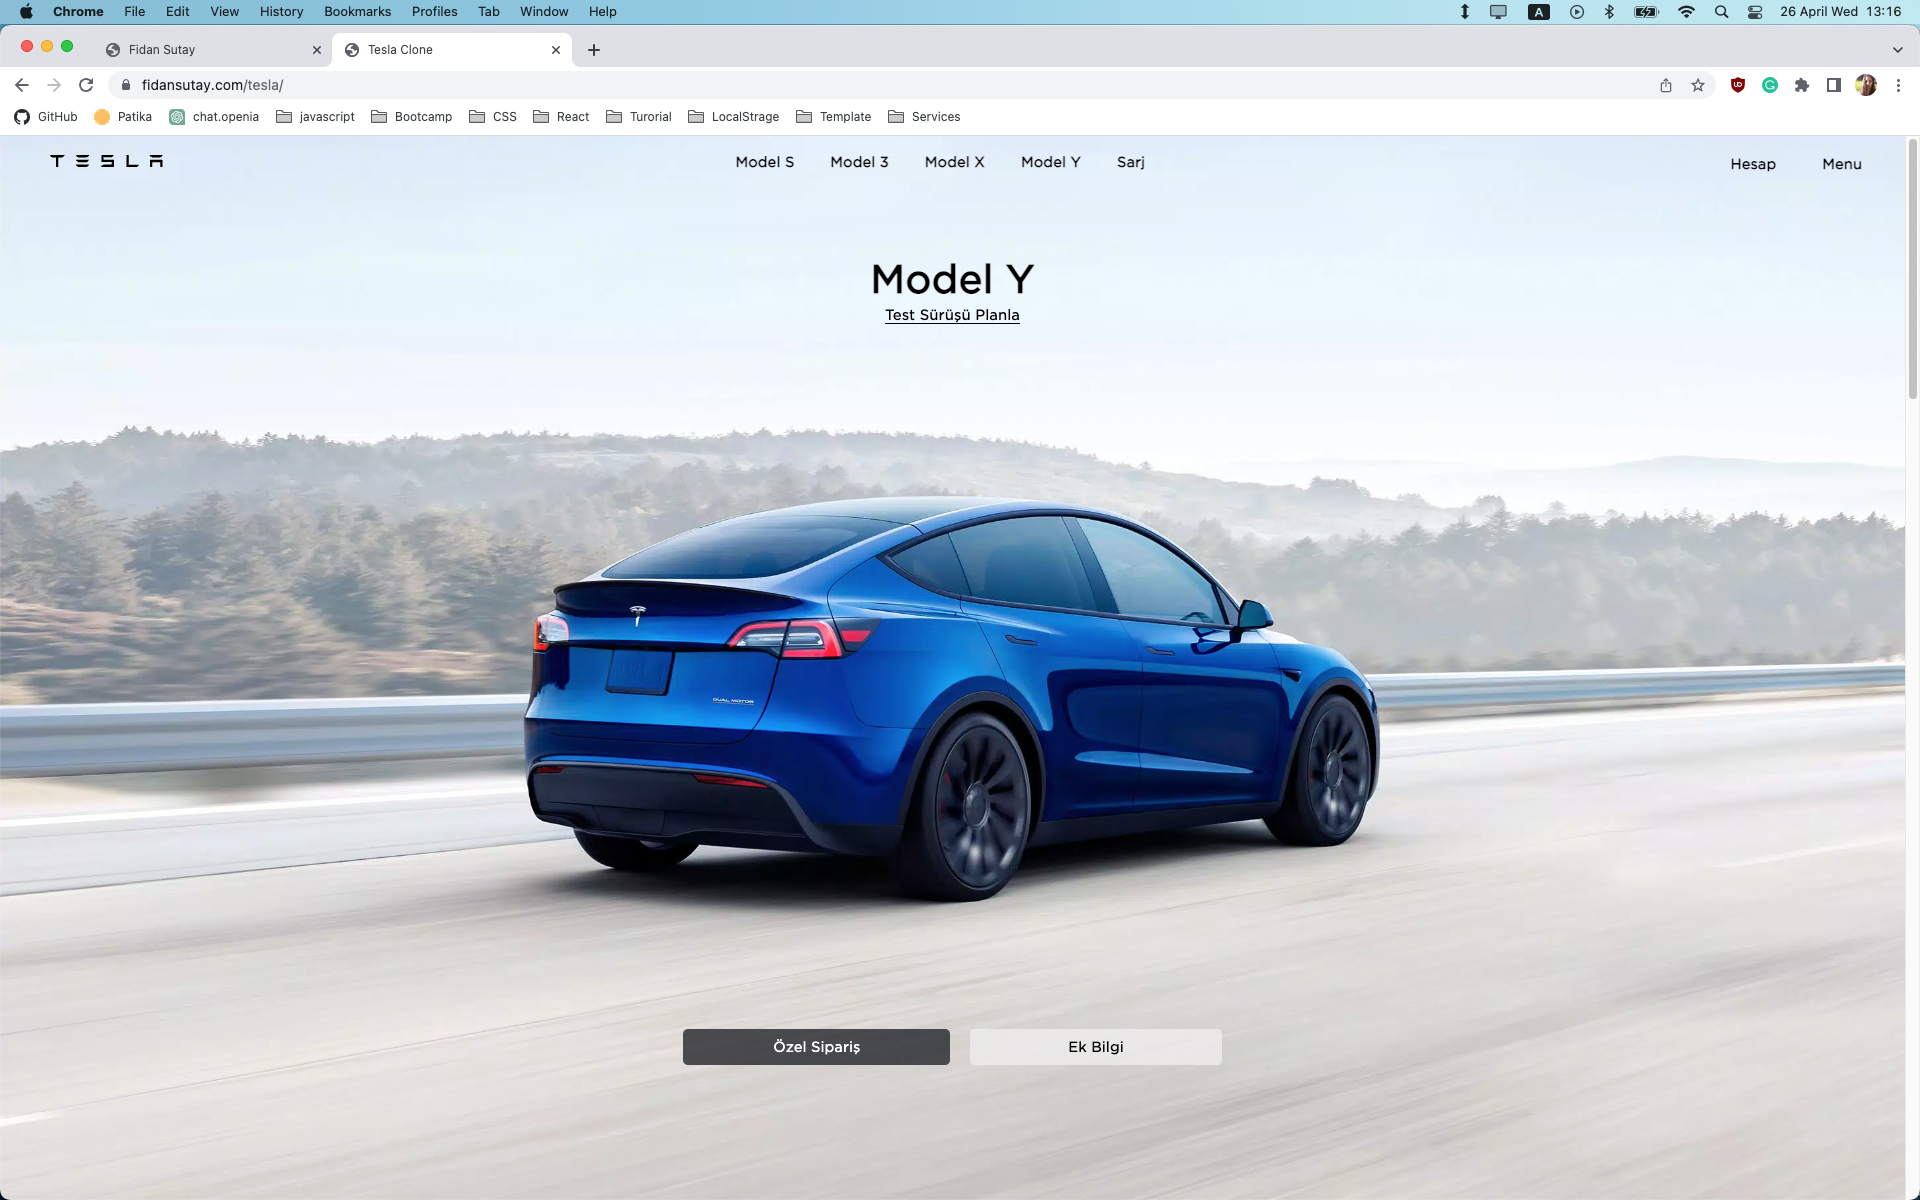 Chrome File Edit View History Bookmarks Profiles Tab Window Help A 26 April Wed 13:16
Fidan Sutay Tesla Clone
fidansutay.com/tesla/
GitHub Patika chat.openia javascript Bootcamp CSS React Turorial LocalStrage Template Services
TESLA Model S Model 3 Model X Model Y Sarj Hesap Menu
Model Y
Test Sürüşü Planla
DUAL MOTOR
Özel Sipariş Ek Bilgi